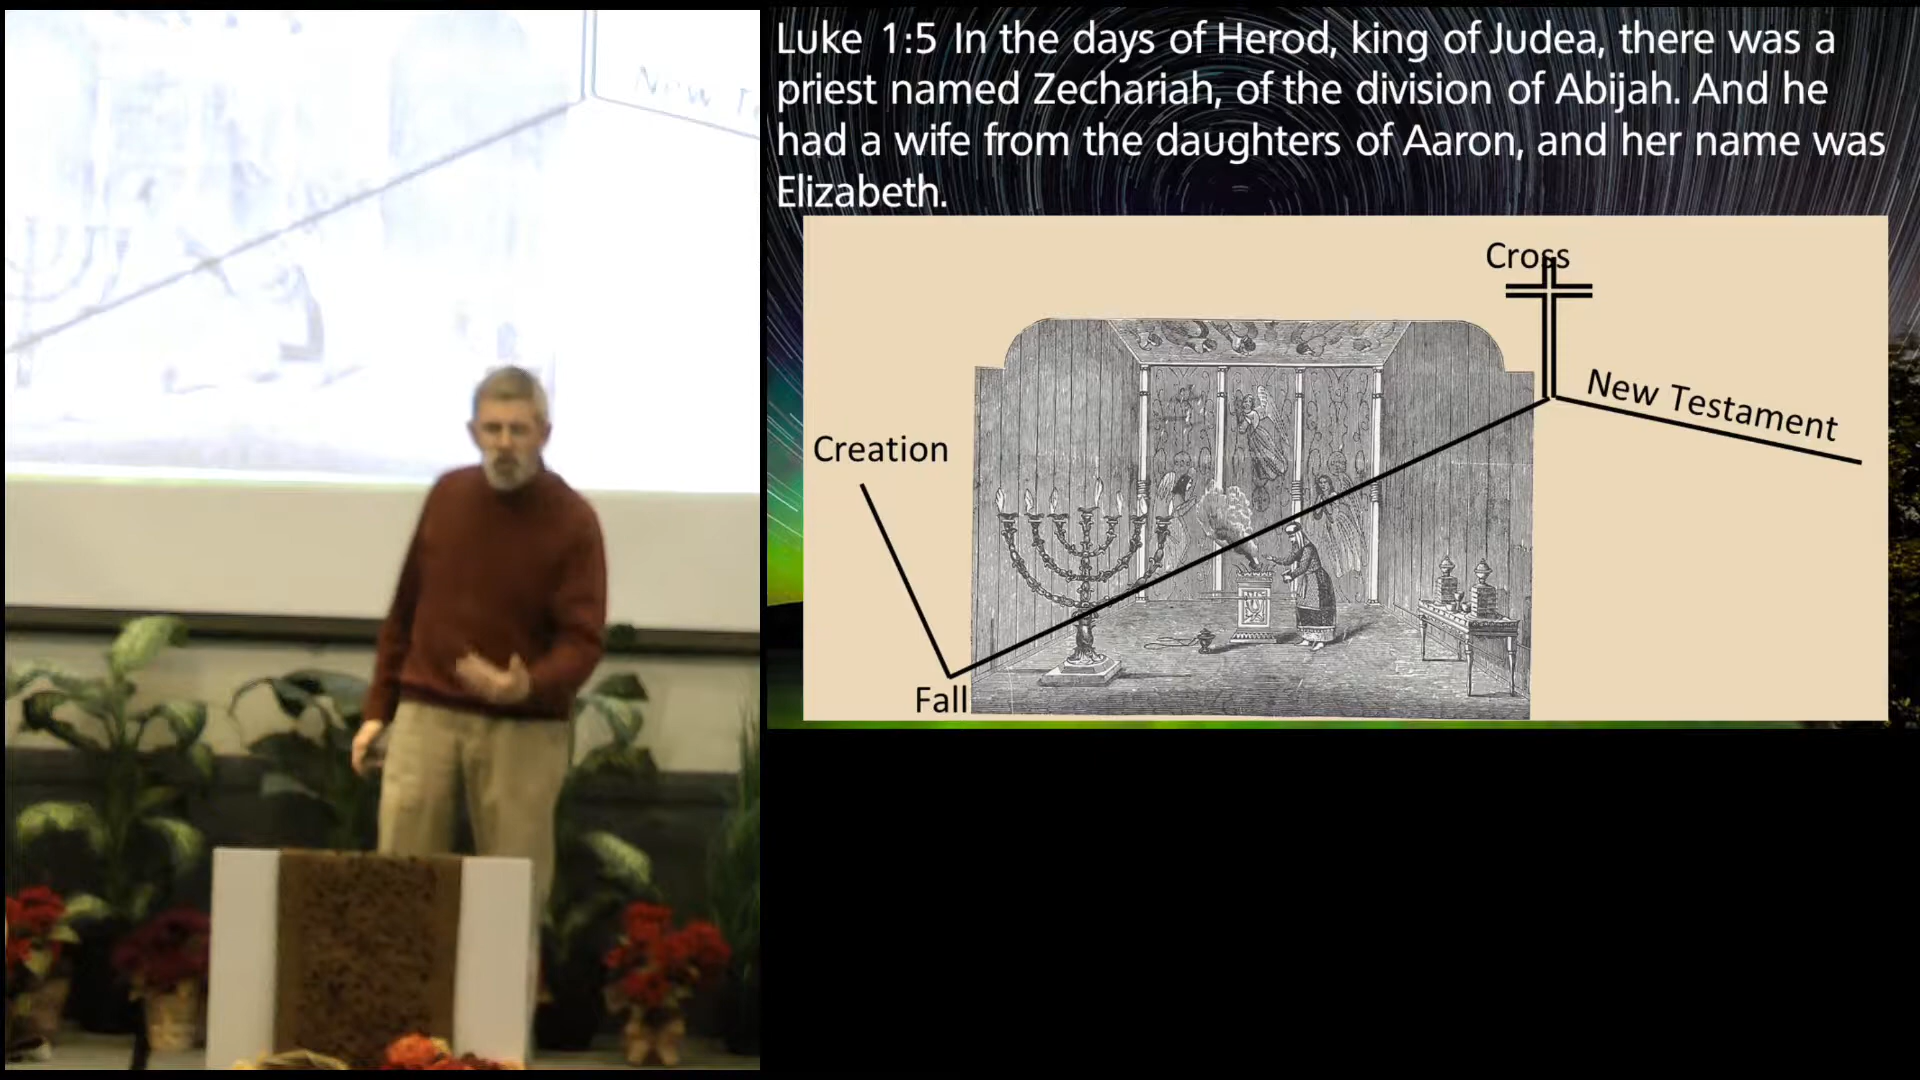 New T
Luke 1:5 In the days of Herod, king of Judea, there was a
priest named Zechariah, of the division of Abijah. And he
had a wife from the daughters of Aaron, and her name was
Elizabeth.
Cross
New Testament
Creation
Fall